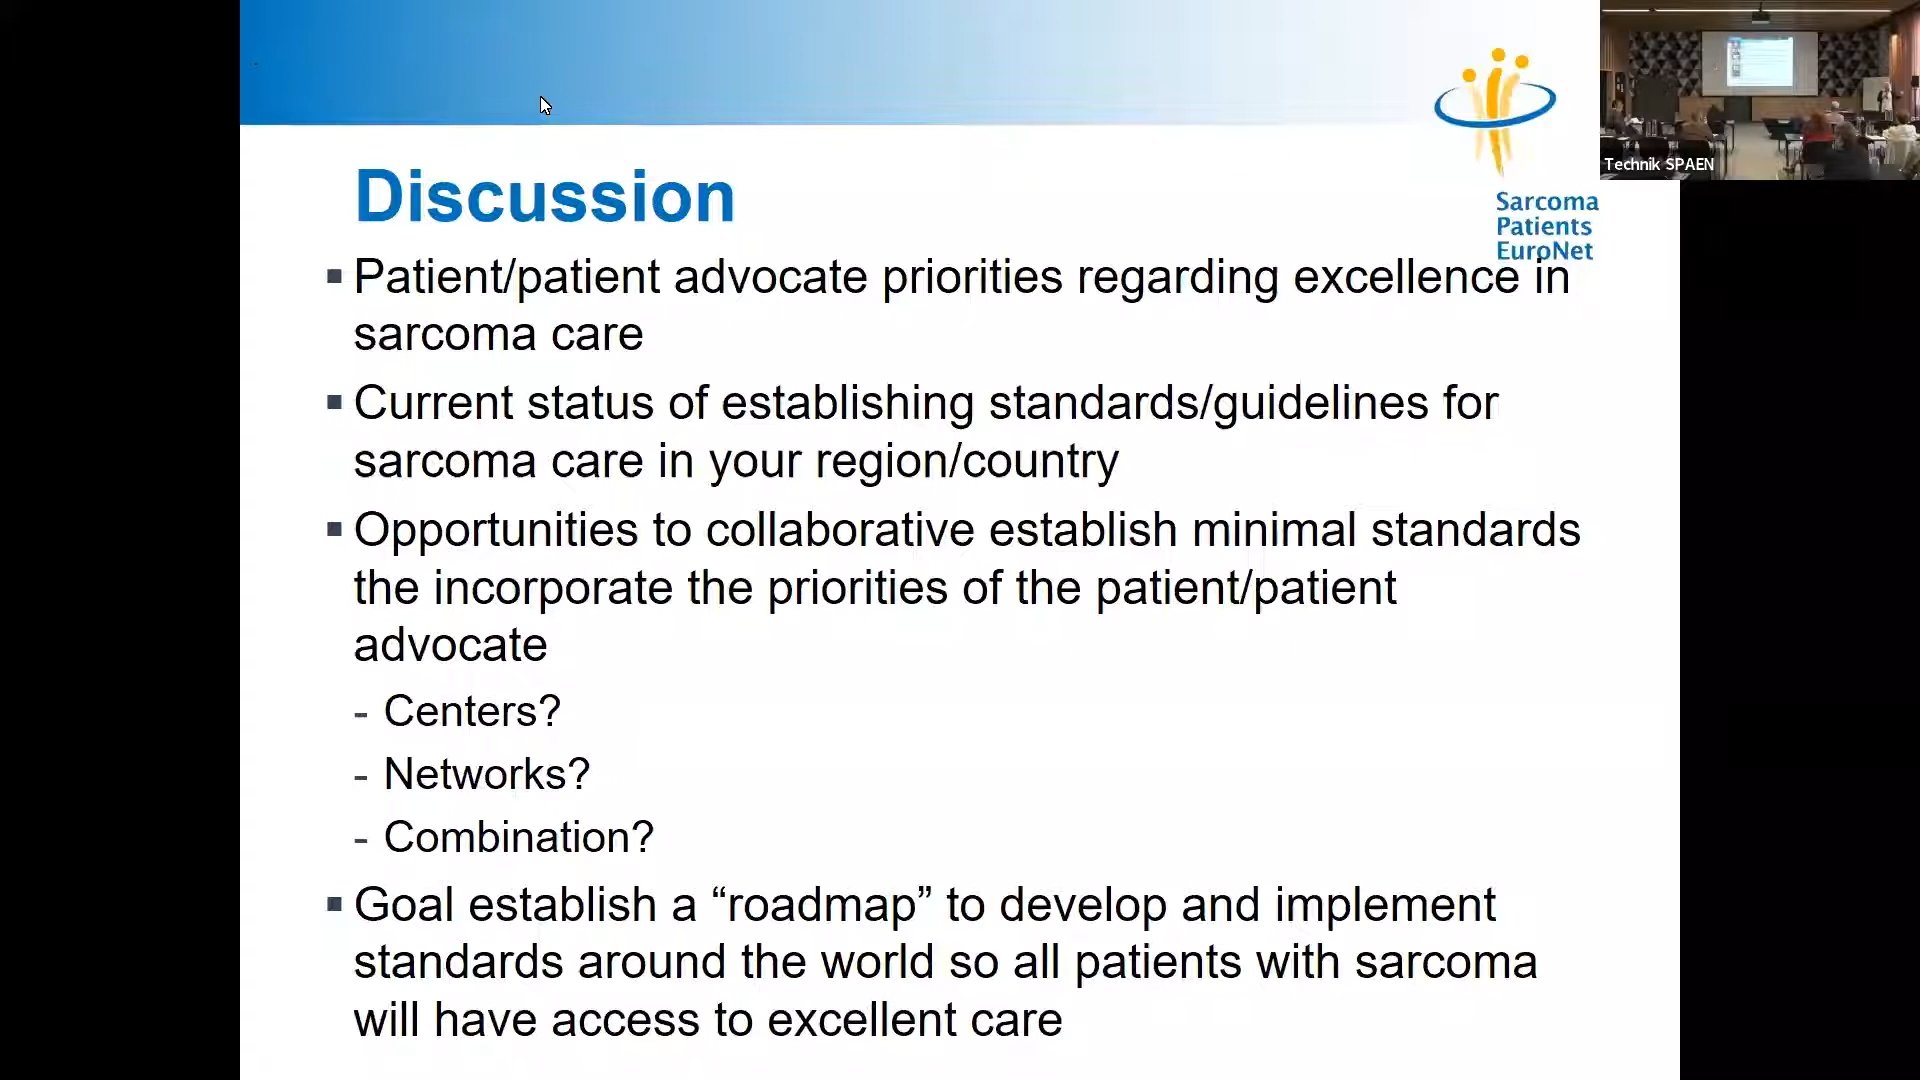 Technik SPAEN
Sarcoma
Patients
EuroNet
Discussion
▪ Patient/patient advocate priorities regarding excellence in
sarcoma care
▪ Current status of establishing standards/guidelines for
sarcoma care in your region/country
▪ Opportunities to collaborative establish minimal standards
the incorporate the priorities of the patient/patient
advocate
- Centers?
- Networks?
- Combination?
▪ Goal establish a “roadmap” to develop and implement
standards around the world so all patients with sarcoma
will have access to excellent care